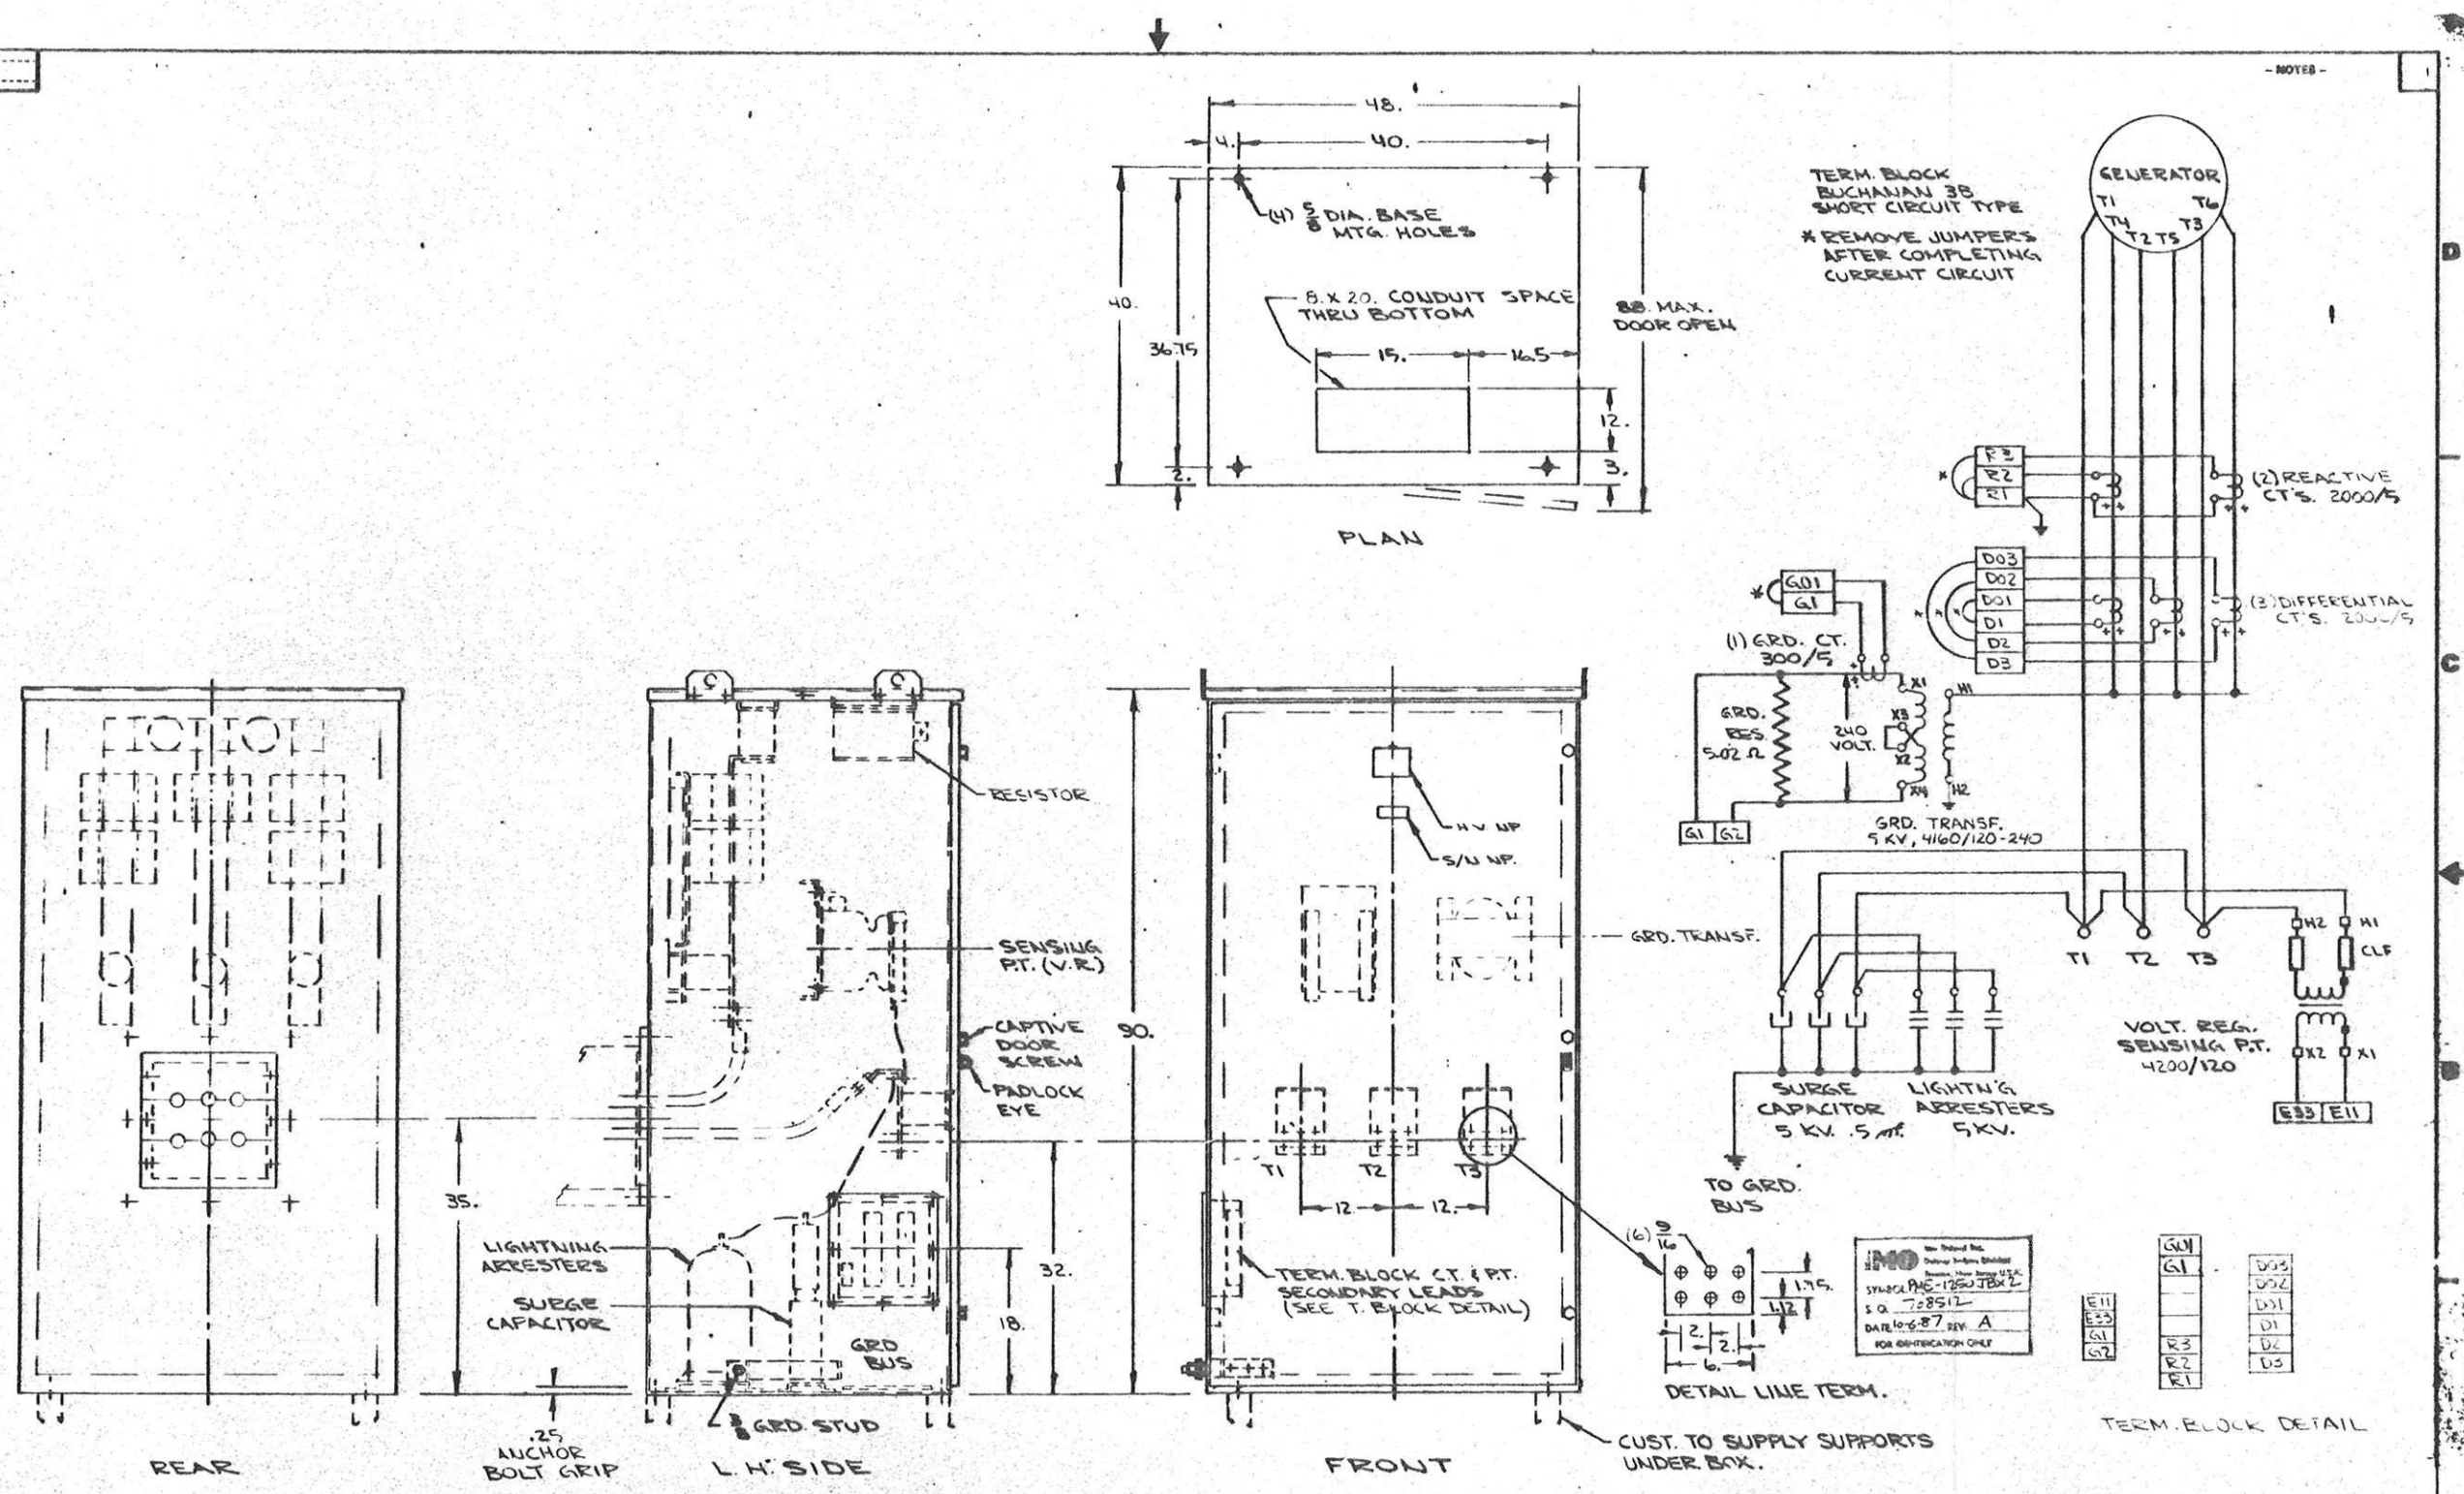 - NOTES -
48.
4.
40.
(4) 5/8 DIA. BASE
MTG. HOLES
40.
36.75
8. X 20. CONDUIT SPACE
THRU BOTTOM
88. MAX.
DOOR OPEN
15.
16.5
12.
3.
2.
PLAN
TERM. BLOCK
BUCHANAN 38
SHORT CIRCUIT TYPE
* REMOVE JUMPERS
AFTER COMPLETING
CURRENT CIRCUIT
GENERATOR
T1
T6
T4
T3
T2 T5
*
R3
R2
R1
(2) REACTIVE
CT'S. 2000/5
DO3
DO2
DO1
D1
D2
D3
* * *
(3) DIFFERENTIAL
CT'S. 2000/5
*
GO1
G1
(1) GRD. CT.
300/5
X1
H1
GRD.
RES.
5.02 Ω
240
VOLT.
X3
X2
X4
H2
G1 G2
GRD. TRANSF.
5 KV, 4160/120-240
T1 T2 T3
H2 H1
CLF
VOLT. REG.
SENSING P.T.
4200/120
X2 X1
E33 E11
SURGE
CAPACITOR
5 KV. .5 mf.
LIGHTN'G
ARRESTERS
5 KV.
TO GRD.
BUS
REAR
35.
.25
ANCHOR
BOLT GRIP
RESISTOR
SENSING
P.T. (V.R.)
CAPTIVE
DOOR
SCREW
PADLOCK
EYE
LIGHTNING
ARRESTERS
SURGE
CAPACITOR
GRD
BUS
18.
32.
90.
3/8 GRD. STUD
L. H. SIDE
H.V. NP
S/N NP.
GRD. TRANSF.
T1 T2 T3
12. 12.
TERM. BLOCK C.T. & P.T.
SECONDARY LEADS
(SEE T. BLOCK DETAIL)
FRONT
CUST. TO SUPPLY SUPPORTS
UNDER BOX.
(6) 9/16
1.75
1.12
2.
2.
6.
DETAIL LINE TERM.
IMO
SYMBOL PME-1250JBX2
S.O. 708512
DATE 10-6-87 REV. A
FOR IDENTIFICATION ONLY
E11
E33
G1
G2
GO1
G1
R3
R2
R1
DO3
DO2
DO1
D1
D2
D3
TERM. BLOCK DETAIL
D
C
B